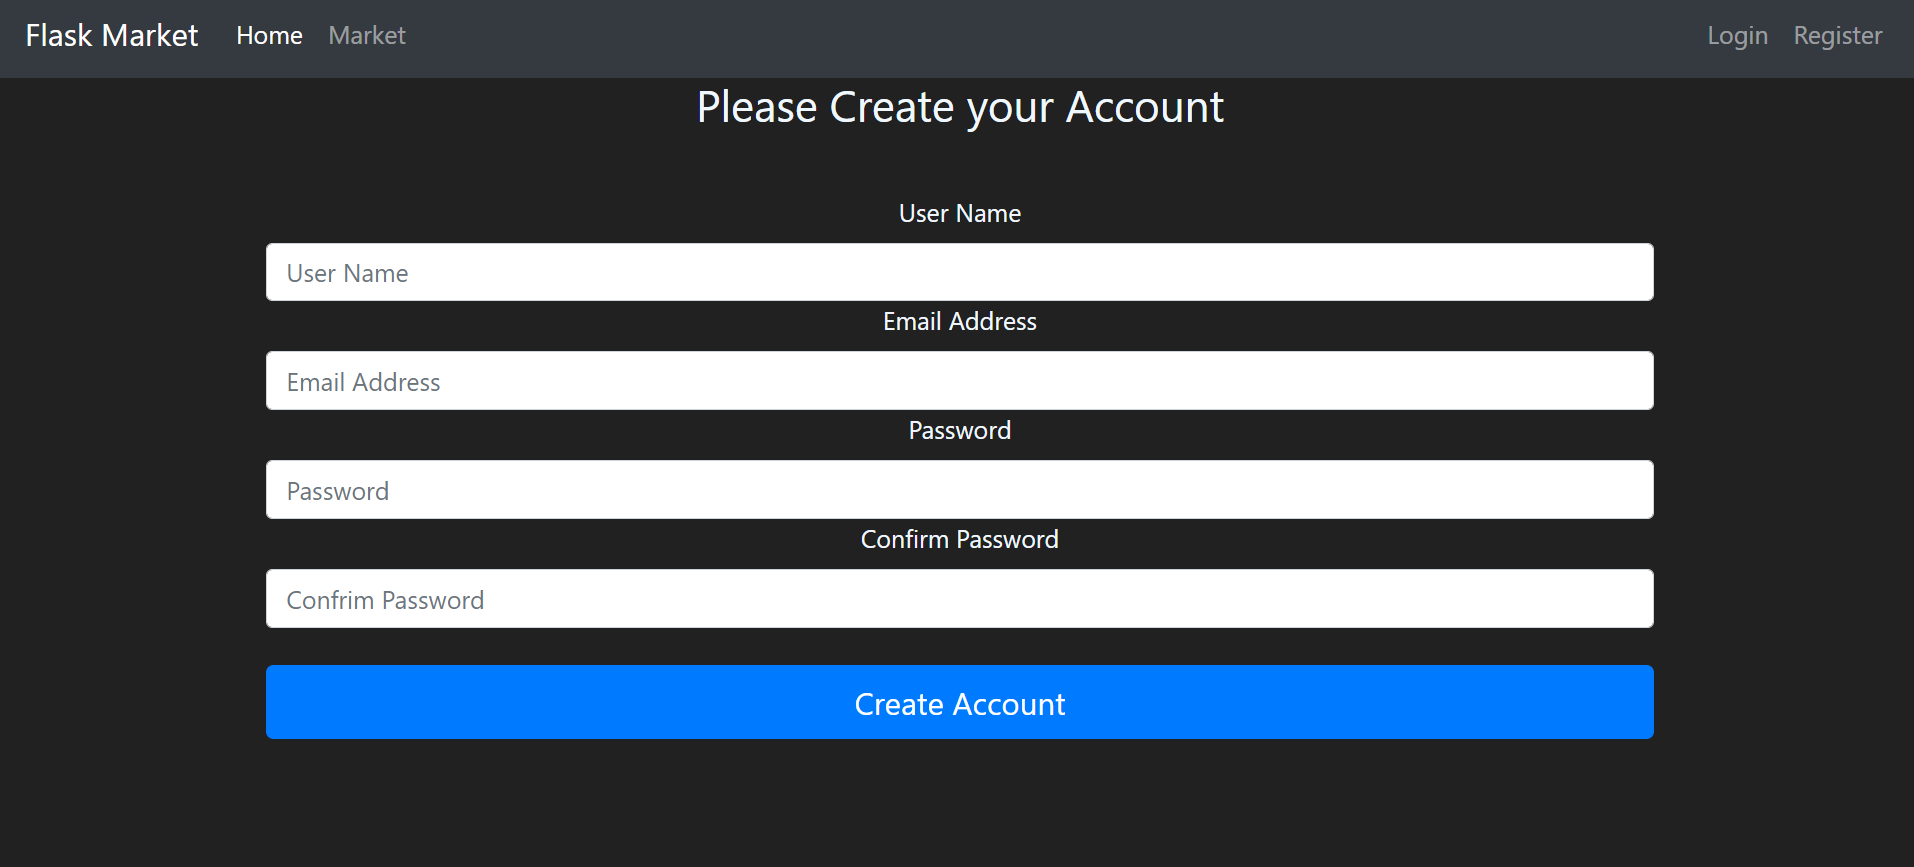 Flask Market Home Market Login Register
Please Create your Account
User Name
User Name
Email Address
Email Address
Password
Password
Confirm Password
Confrim Password
Create Account